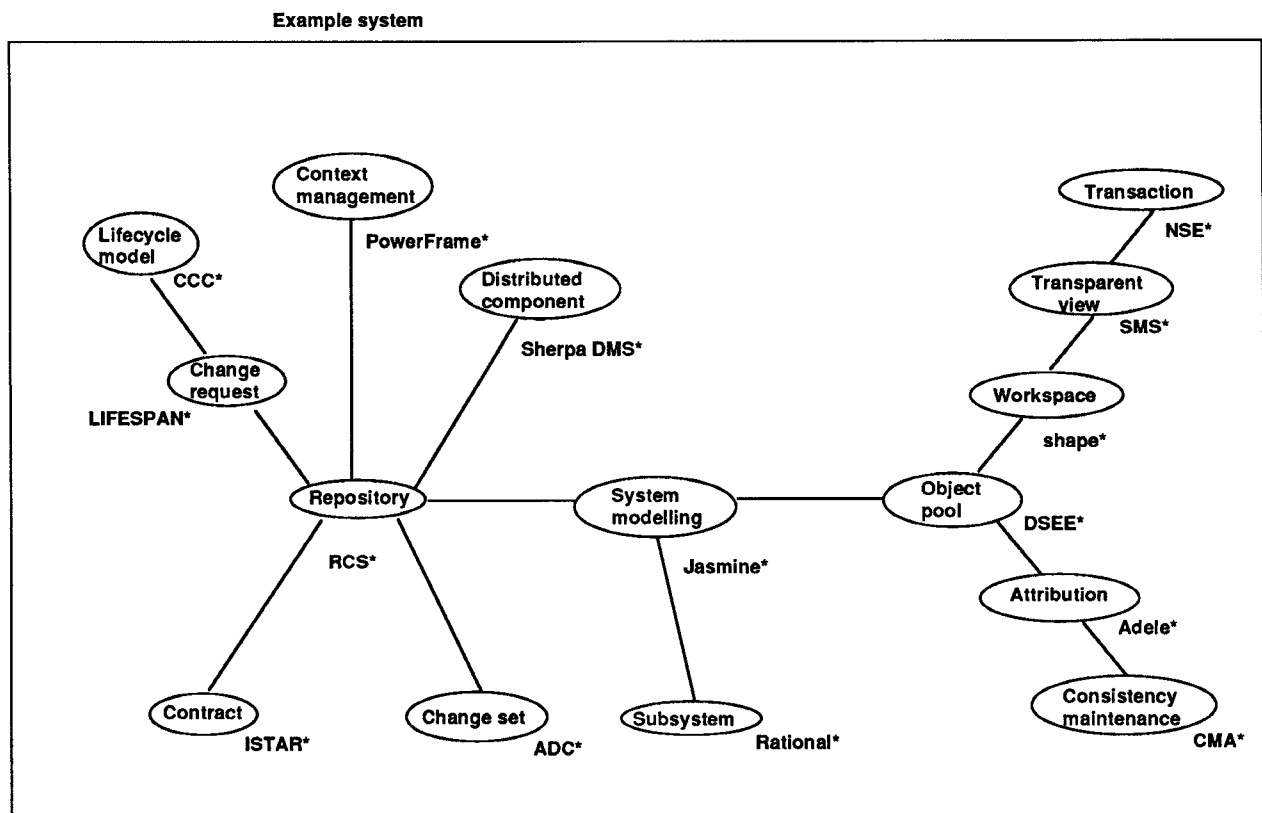 Example system
Context
management
Transaction
Lifecycle
model
PowerFrame*
NSE*
CCC*
Distributed
component
Transparent
view
Sherpa DMS*
SMS*
Change
request
Workspace
LIFESPAN*
shape*
Repository
System
modelling
Object
pool
DSEE*
RCS*
Jasmine*
Attribution
Adele*
Contract
Change set
Subsystem
Consistency
maintenance
ISTAR*
ADC*
Rational*
CMA*